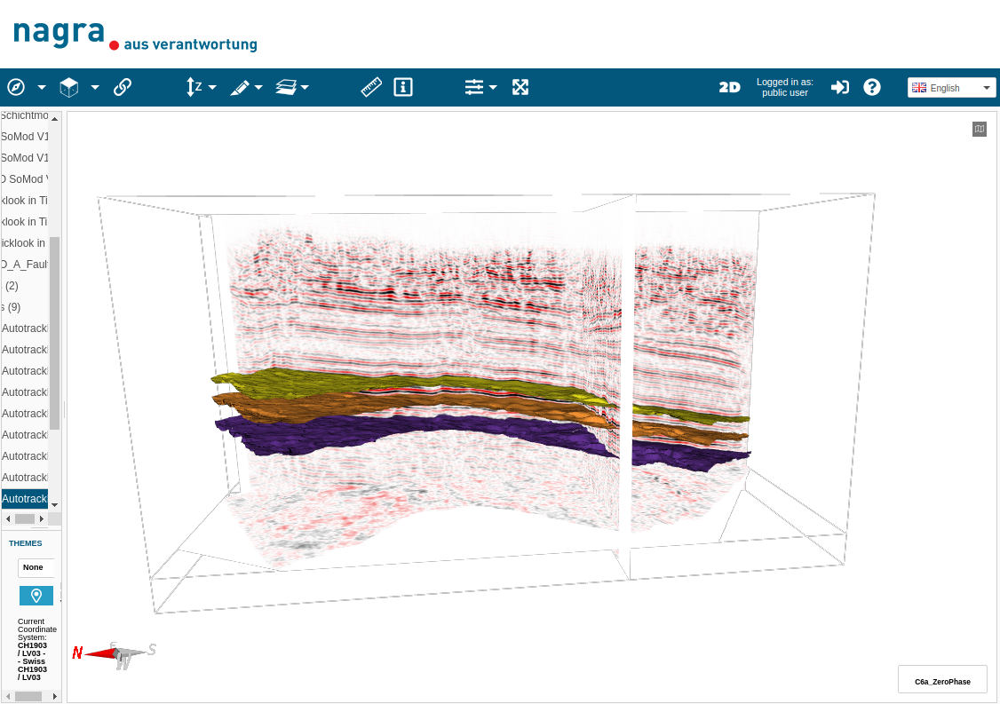 nagra
aus verantwortung
Z
2D
Logged in as:
public user
English
Schichtmo
SoMod V1
SoMod V1
D SoMod V
klook in Ti
klook in Ti
icklook in
D_A_Faul
(2)
s (9)
Autotrack
Autotrack
Autotrack
Autotrack
Autotrack
Autotrack
Autotrack
Autotrack
Autotrack
THEMES
None
Current
Coordinate
System:
CH1903
/ LV03 -
- Swiss
CH1903
/ LV03
N
E
S
W
C6a_ZeroPhase